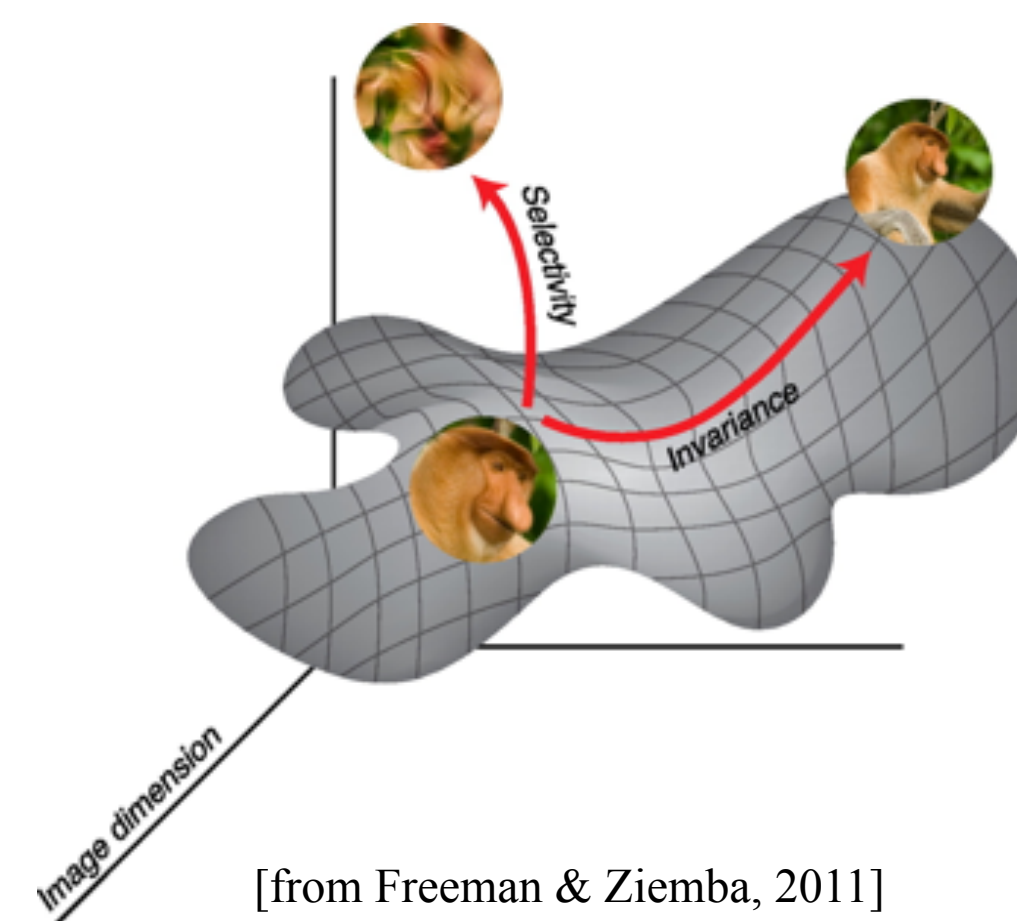 Selectivity
Invariance
Image dimension
[from Freeman & Ziemba, 2011]